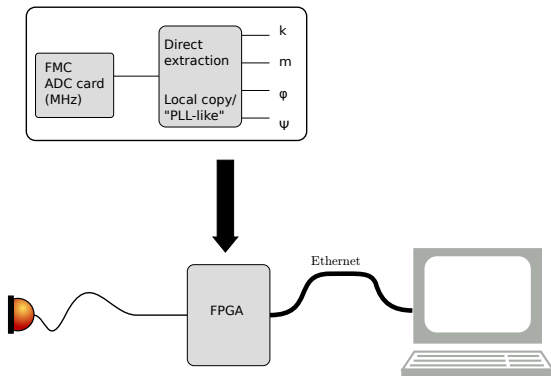 FMC
ADC card
(MHz)
Direct
extraction
Local copy/
"PLL-like"
k
m
φ
Ψ
Ethernet
FPGA